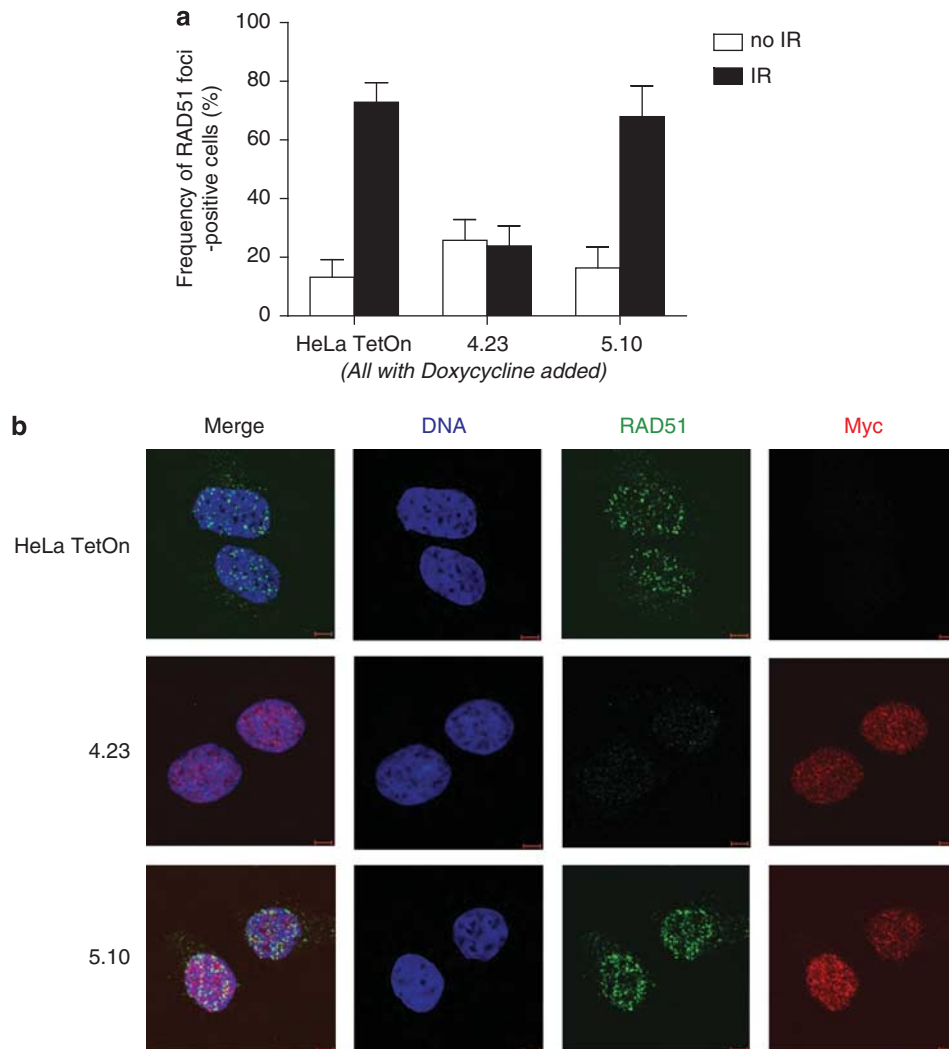 a
100
80
60
40
20
0
Frequency of RAD51 foci
-positive cells (%)
no IR
IR
HeLa TetOn
4.23
5.10
(All with Doxycycline added)
b
Merge
DNA
RAD51
Myc
HeLa TetOn
4.23
5.10